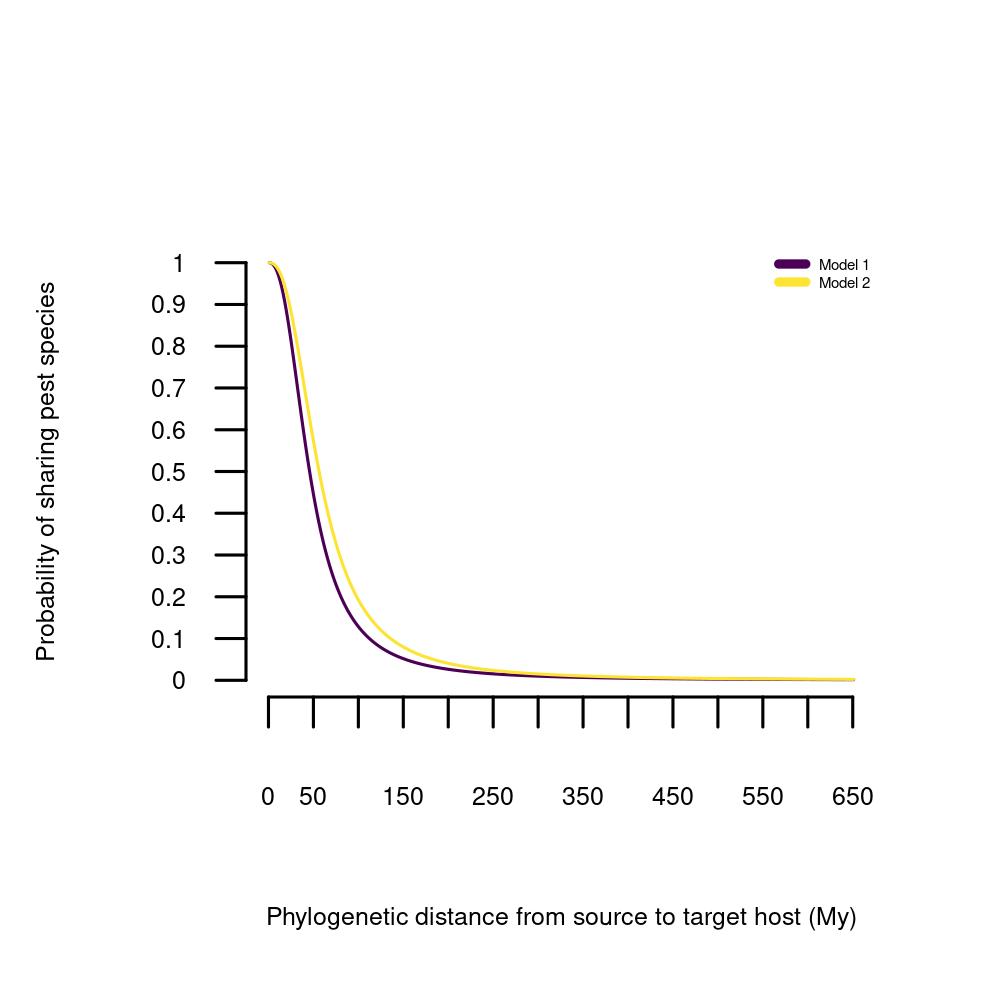 Probability of sharing pest species
1
0.9
0.8
0.7
0.6
0.5
0.4
0.3
0.2
0.1
0
Model 1
Model 2
0 50 150 250 350 450 550 650
Phylogenetic distance from source to target host (My)